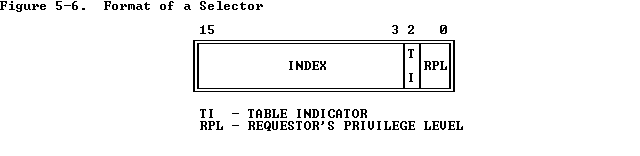 Figure 5-6. Format of a Selector
15 3 2 0
T
INDEX RPL
I
TI - TABLE INDICATOR
RPL - REQUESTOR'S PRIVILEGE LEVEL